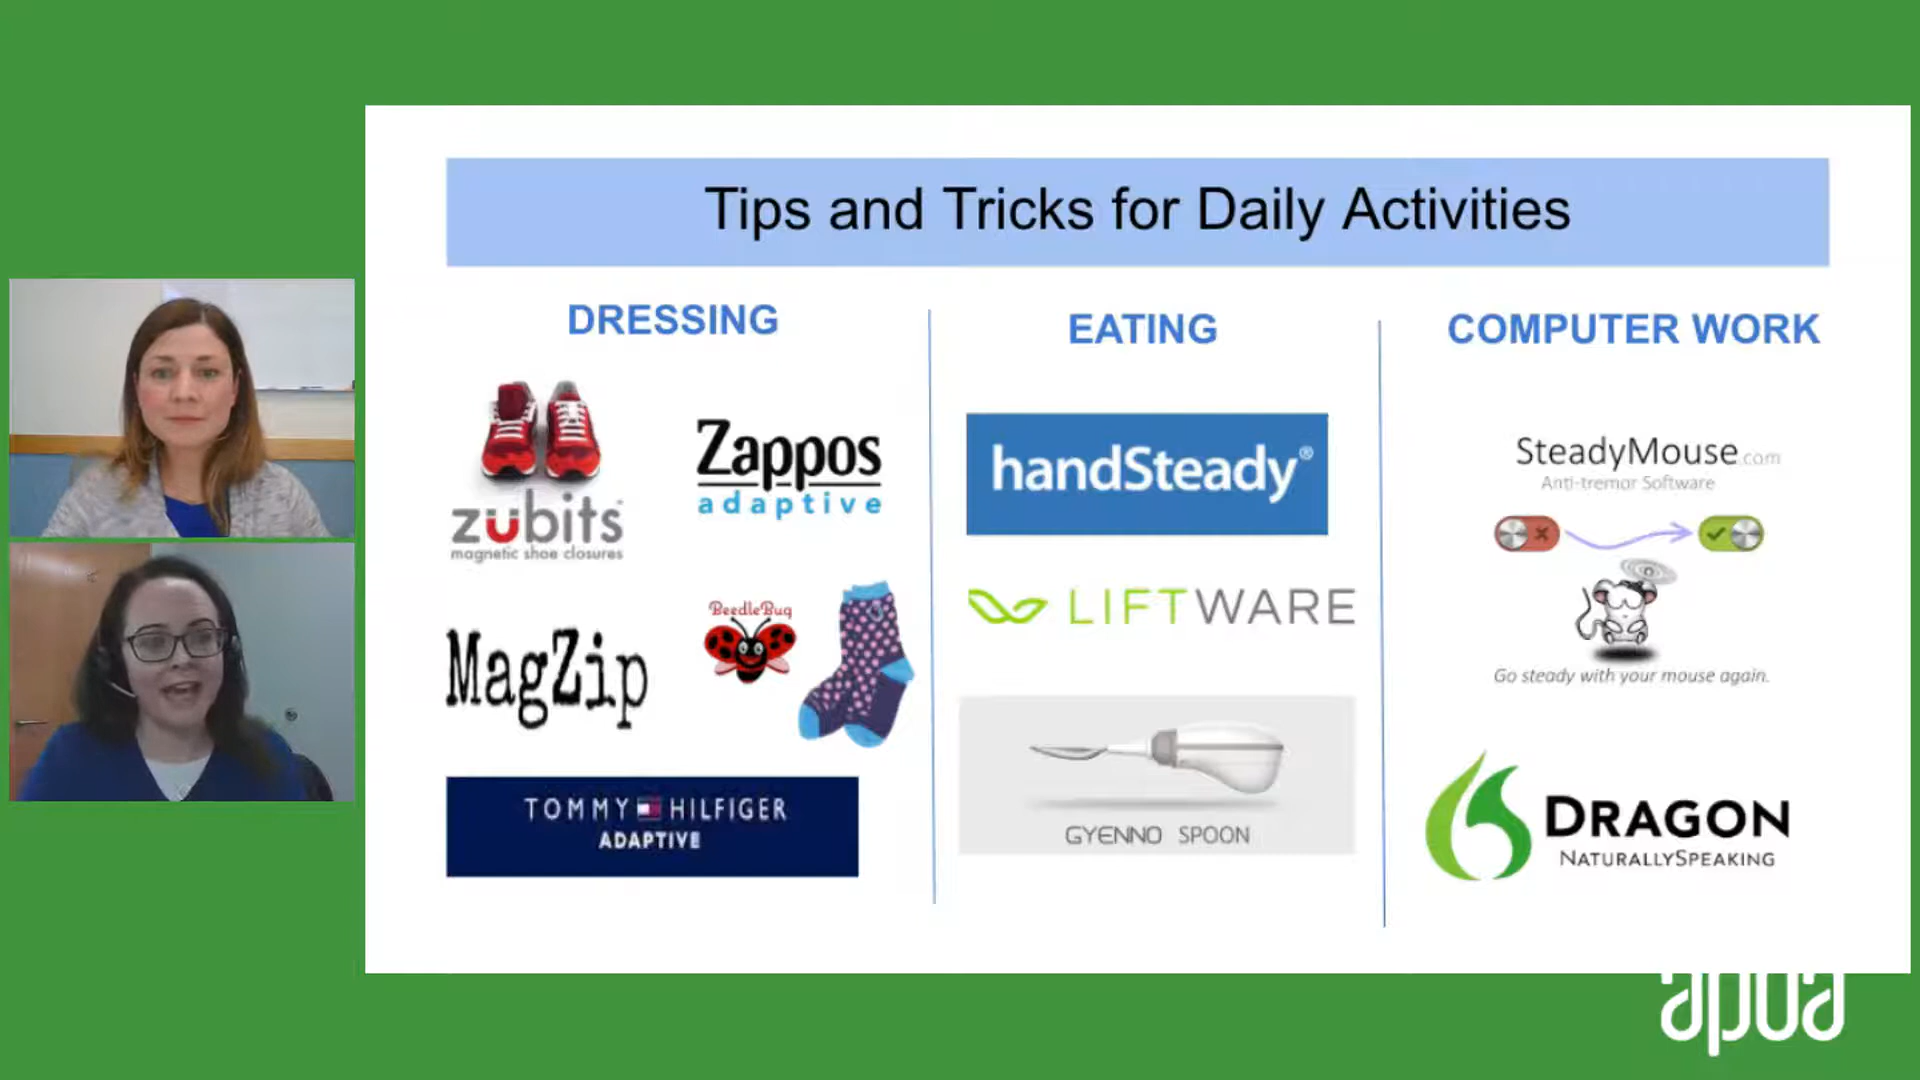 Tips and Tricks for Daily Activities
DRESSING
zubits
magnetic shoe closures
Zappos
adaptive
MagZip
BeedleBug
TOMMY HILFIGER
ADAPTIVE
EATING
handSteady®
LIFTWARE
GYENNO SPOON
COMPUTER WORK
SteadyMouse.com
Anti-tremor Software
Go steady with your mouse again.
DRAGON
NATURALLYSPEAKING